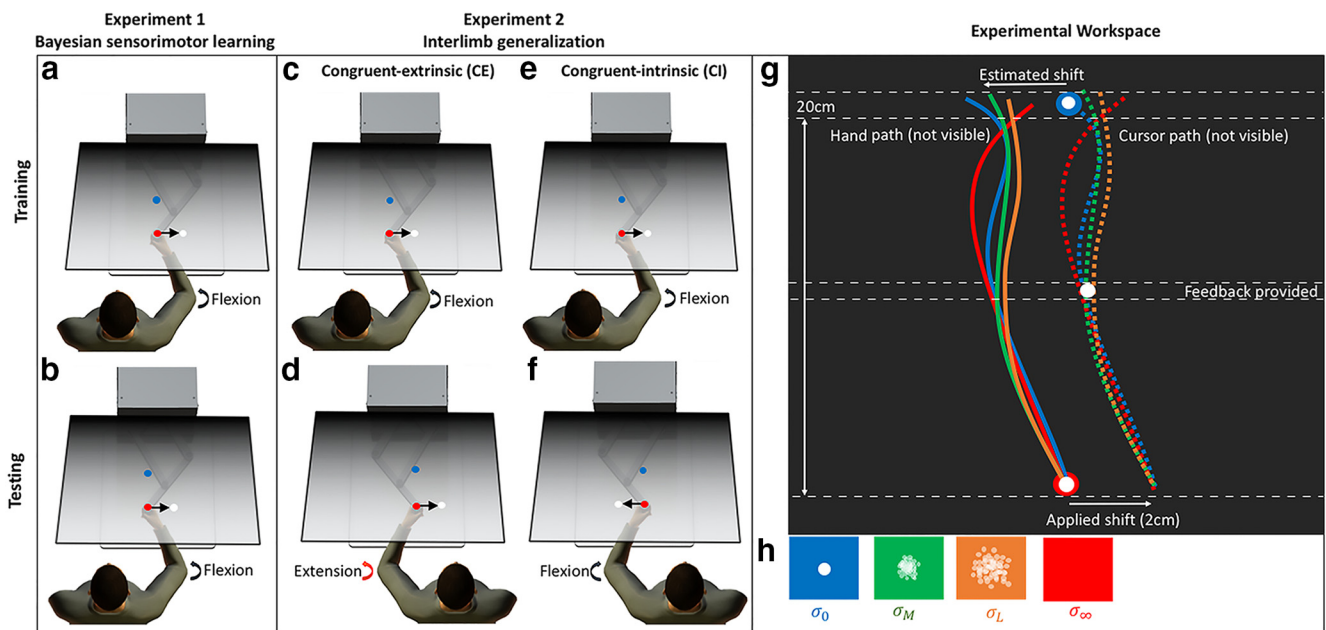 Experiment 1
Bayesian sensorimotor learning
Experiment 2
Interlimb generalization
Experimental Workspace
Training
Testing
a
Flexion
b
Flexion
c
Congruent-extrinsic (CE)
Flexion
d
Extension
e
Congruent-intrinsic (CI)
Flexion
f
Flexion
g
Estimated shift
20cm
Hand path (not visible)
Cursor path (not visible)
Feedback provided
Applied shift (2cm)
h
σ0
σM
σL
σ∞